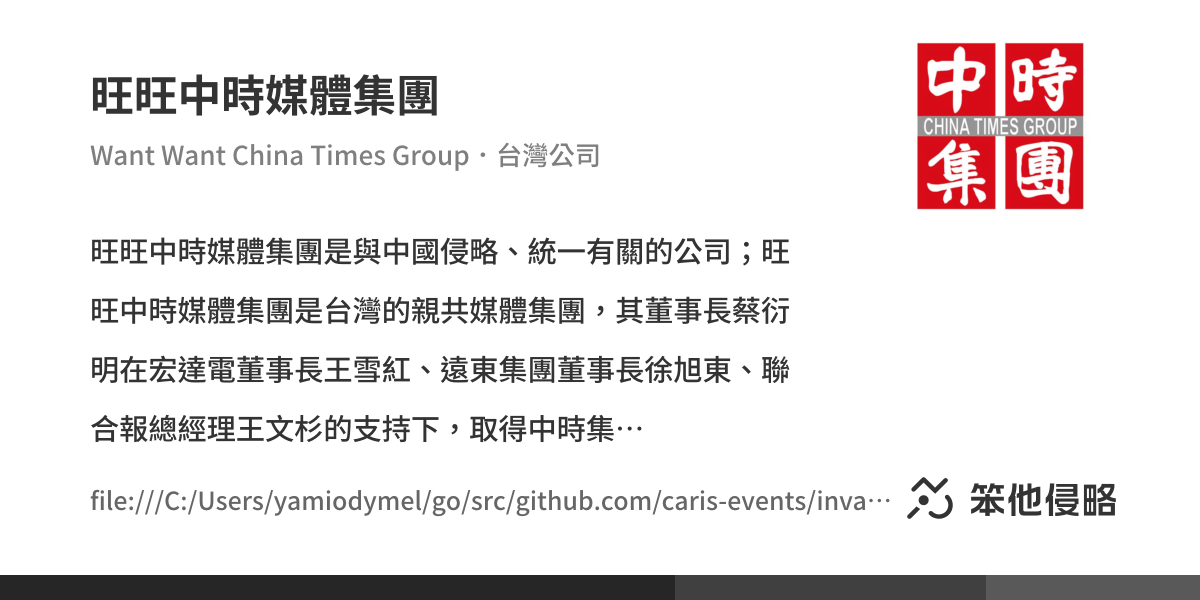 旺旺中時媒體集團
Want Want China Times Group · 台灣公司
中時
CHINA TIMES GROUP
集團
旺旺中時媒體集團是與中國侵略、統一有關的公司；旺
旺中時媒體集團是台灣的親共媒體集團，其董事長蔡衍
明在宏達電董事長王雪紅、遠東集團董事長徐旭東、聯
合報總經理王文杉的支持下，取得中時集…
file:///C:/Users/yamiodymel/go/src/github.com/caris-events/inva…
笨他侵略